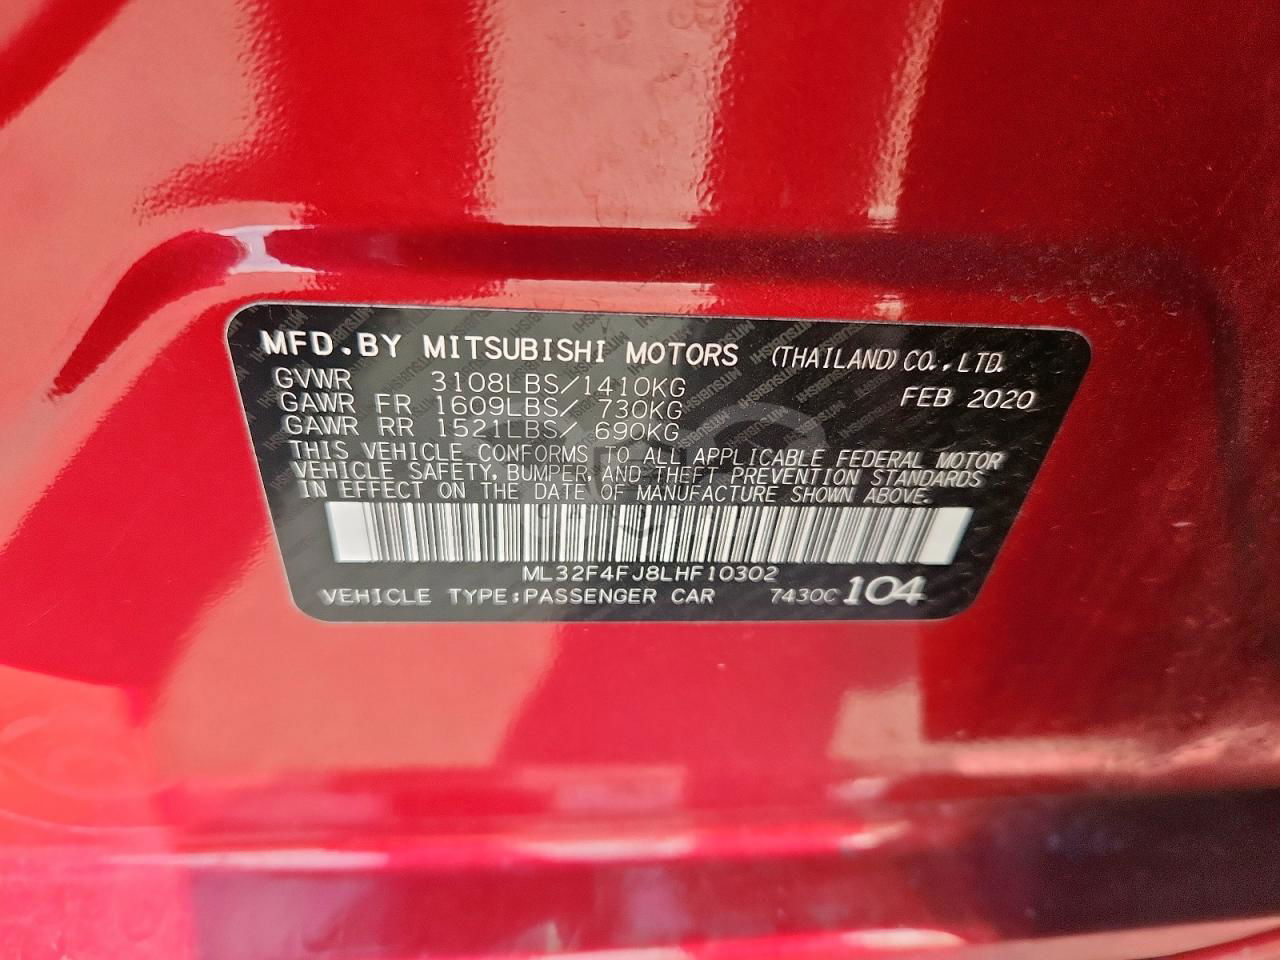 MFD.BY MITSUBISHI MOTORS (THAILAND) CO., LTD.
GVWR 3108LBS/1410KG FEB 2020
GAWR FR 1609LBS/ 730KG
GAWR RR 1521LBS/ 690KG
THIS VEHICLE CONFORMS TO ALL APPLICABLE FEDERAL MOTOR
VEHICLE SAFETY, BUMPER, AND THEFT PREVENTION STANDARDS
IN EFFECT ON THE DATE OF MANUFACTURE SHOWN ABOVE.
ML32F4FJ8LHF10302
VEHICLE TYPE:PASSENGER CAR 7430C 104